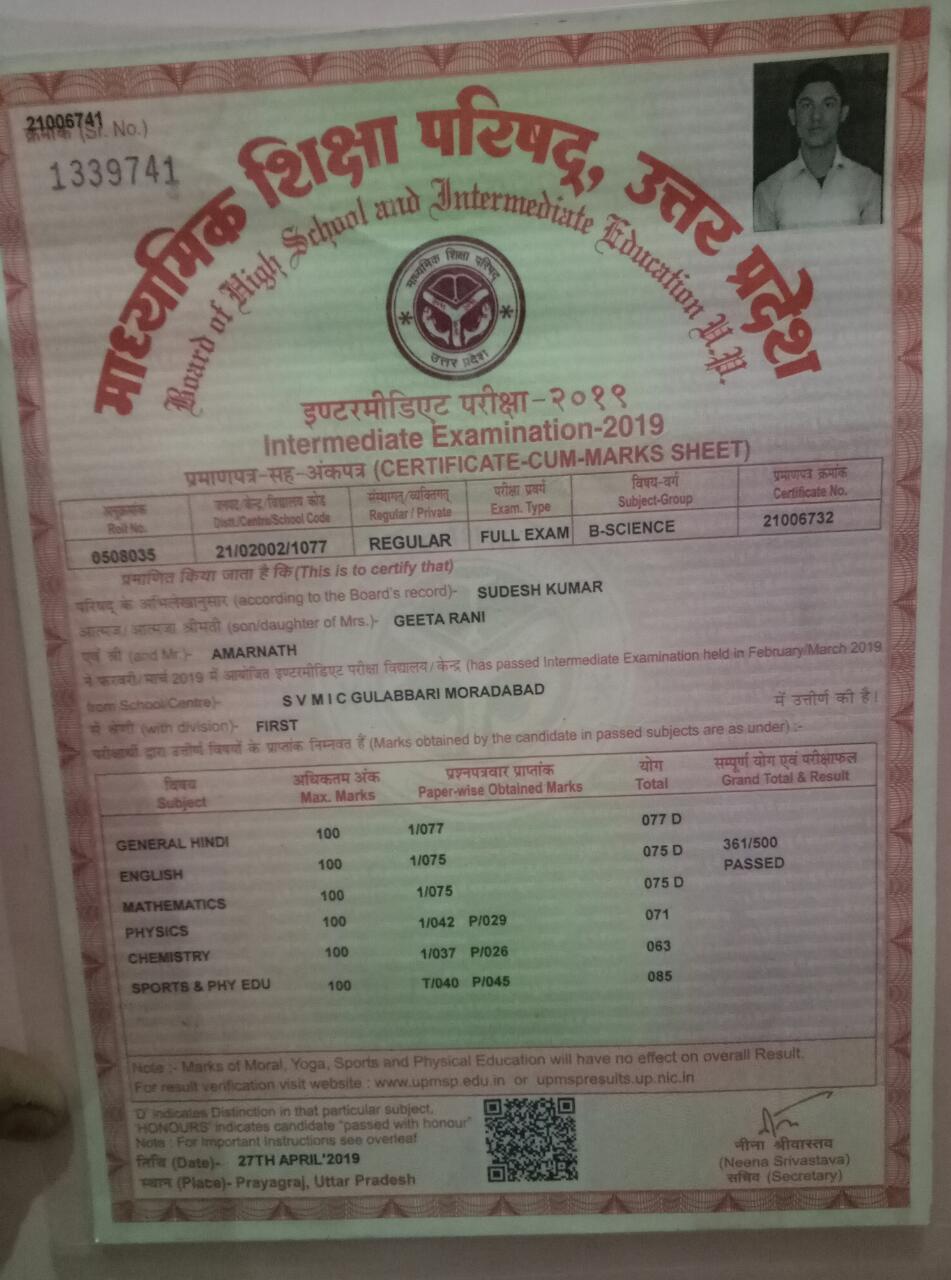 21006741
क्रमांक (Sr. No.)
1339741
माध्यमिक शिक्षा परिषद्, उत्तर प्रदेश
Board of High School and Intermediate Education U.P.
माध्यमिक शिक्षा परिषद्
उत्तर प्रदेश
इण्टरमीडिएट परीक्षा-२०१९
Intermediate Examination-2019
प्रमाणपत्र-सह-अंकपत्र (CERTIFICATE-CUM-MARKS SHEET)
अनुक्रमांक जनपद/केन्द्र/विद्यालय कोड संस्थागत/व्यक्तिगत परीक्षा प्रवर्ग विषय-वर्ग प्रमाणपत्र क्रमांक
Roll No. Distt./Centre/School Code Regular / Private Exam. Type Subject-Group Certificate No.
0508035 21/02002/1077 REGULAR FULL EXAM B-SCIENCE 21006732
प्रमाणित किया जाता है कि (This is to certify that)
परिषद् के अभिलेखानुसार (according to the Board's record)- SUDESH KUMAR
आत्मज/आत्मजा श्रीमती (son/daughter of Mrs.)- GEETA RANI
एवं श्री (and Mr.)- AMARNATH
ने फरवरी/मार्च 2019 में आयोजित इण्टरमीडिएट परीक्षा विद्यालय/केन्द्र (has passed Intermediate Examination held in February/March 2019
from School/Centre)- S V M I C GULABBARI MORADABAD में उत्तीर्ण की है।
में श्रेणी (with division)- FIRST
परीक्षार्थी द्वारा उत्तीर्ण विषयों के प्राप्तांक निम्नवत हैं (Marks obtained by the candidate in passed subjects are as under) :-
विषय अधिकतम अंक प्रश्नपत्रवार प्राप्तांक योग सम्पूर्ण योग एवं परीक्षाफल
Subject Max. Marks Paper-wise Obtained Marks Total Grand Total & Result
GENERAL HINDI 100 1/077 077 D
361/500
ENGLISH 100 1/075 075 D
PASSED
MATHEMATICS 100 1/075 075 D
PHYSICS 100 1/042 P/029 071
CHEMISTRY 100 1/037 P/026 063
SPORTS & PHY EDU 100 T/040 P/045 085
Note :- Marks of Moral, Yoga, Sports and Physical Education will have no effect on overall Result.
For result verification visit website : www.upmsp.edu.in or upmspresults.up.nic.in
'D' indicates Distinction in that particular subject,
'HONOURS' indicates candidate "passed with honour"
Note : For Important Instructions see overleaf
तिथि (Date)- 27TH APRIL'2019
स्थान (Place)- Prayagraj, Uttar Pradesh
नीना श्रीवास्तव
(Neena Srivastava)
सचिव (Secretary)